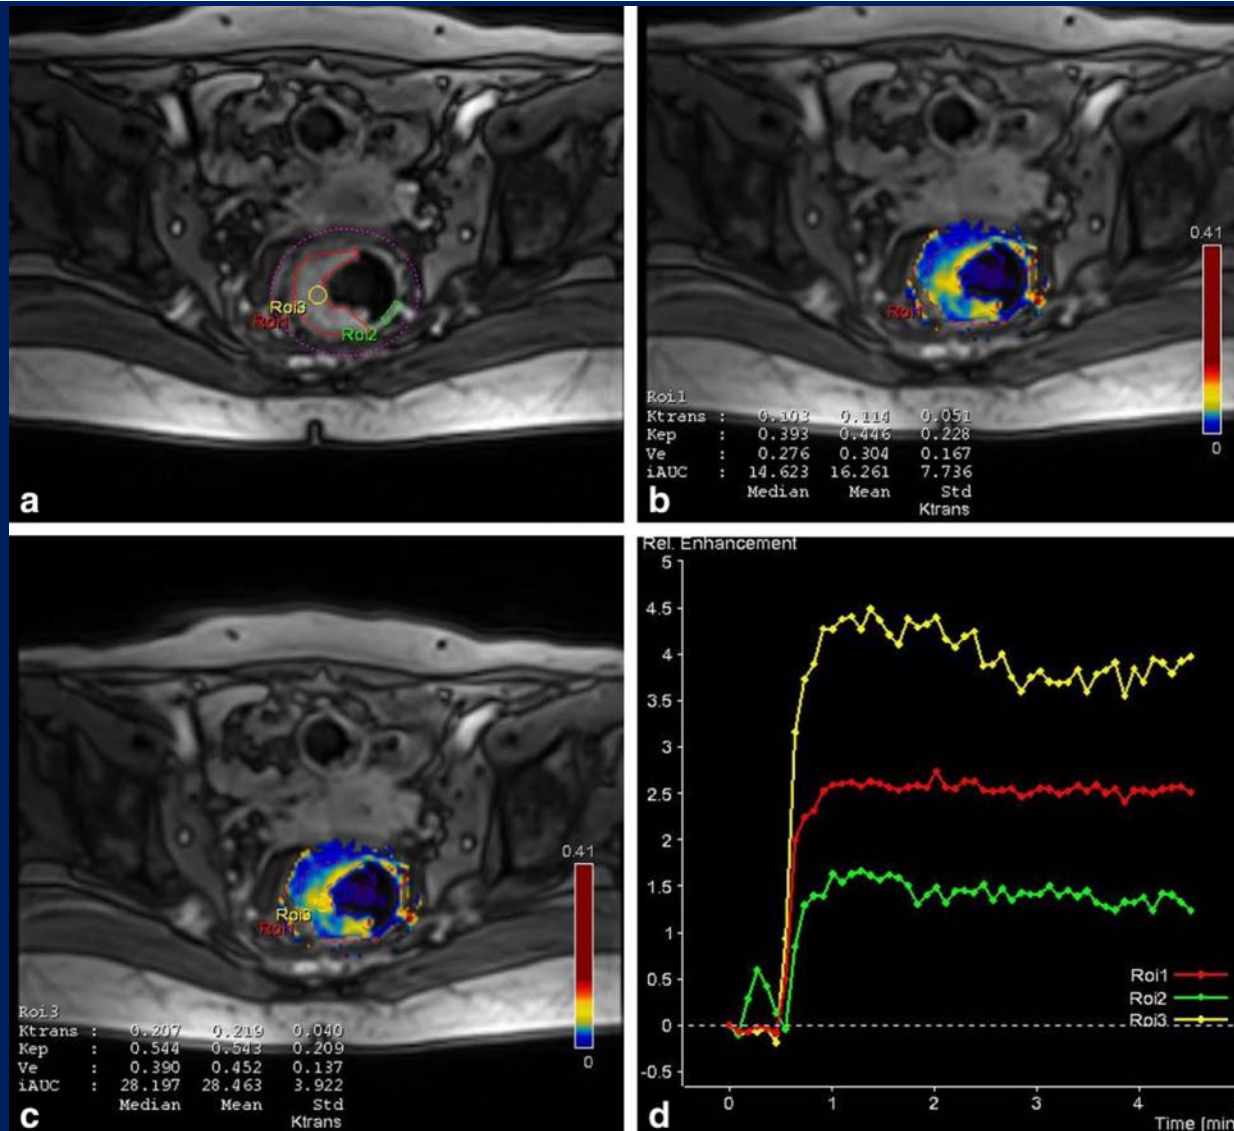 Roi3
Roi1
Roi2
a
0.41
Roi1
0
Roi1
Ktrans : 0.103 0.114 0.051
Kep : 0.393 0.446 0.228
Ve : 0.276 0.304 0.167
iAUC : 14.623 16.261 7.736
Median Mean Std
Ktrans
b
0.41
Roi3
Roi1
0
Roi3
Ktrans : 0.207 0.219 0.040
Kep : 0.544 0.543 0.209
Ve : 0.390 0.452 0.137
iAUC : 28.197 28.463 3.922
Median Mean Std
Ktrans
c
Rel. Enhancement
5
4.5
4
3.5
3
2.5
2
1.5
1
0.5
0
-0.5
Roi1
Roi2
Roi3
0 1 2 3 4
Time [min
d